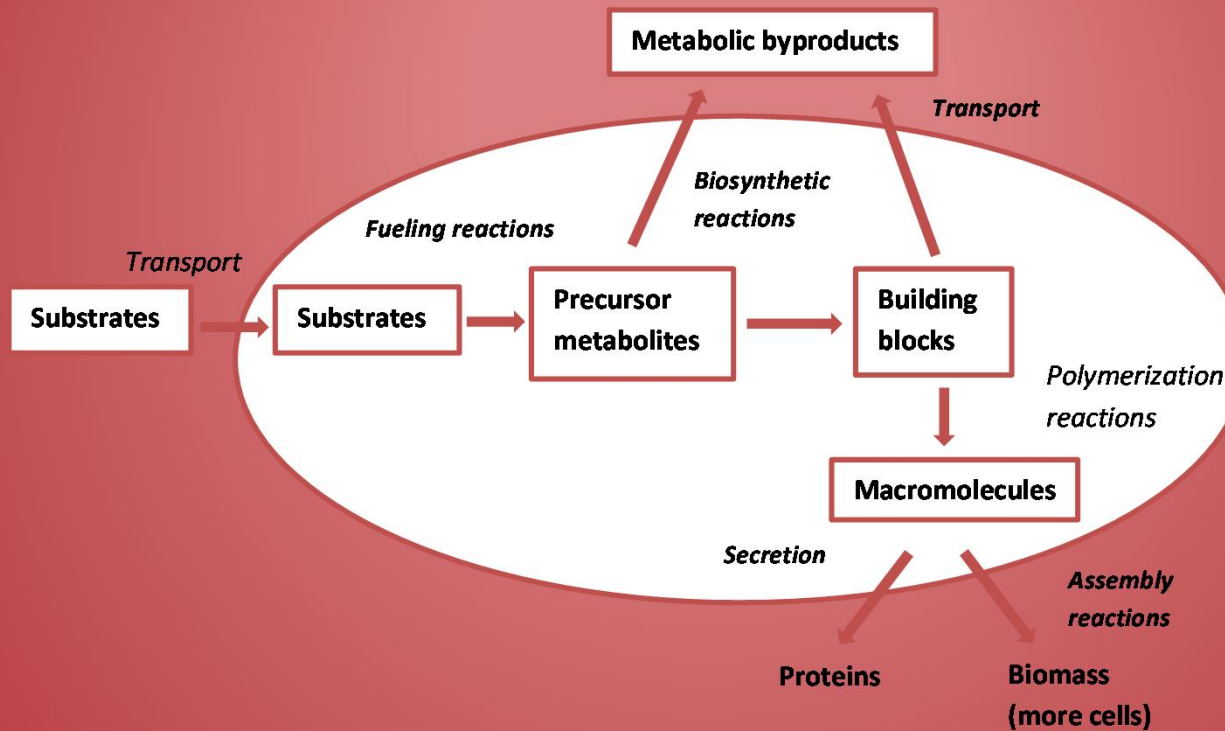 Metabolic byproducts
Transport
Biosynthetic
reactions
Fueling reactions
Transport
Substrates
Substrates
Precursor
metabolites
Building
blocks
Polymerization
reactions
Macromolecules
Secretion
Assembly
reactions
Proteins
Biomass
(more cells)